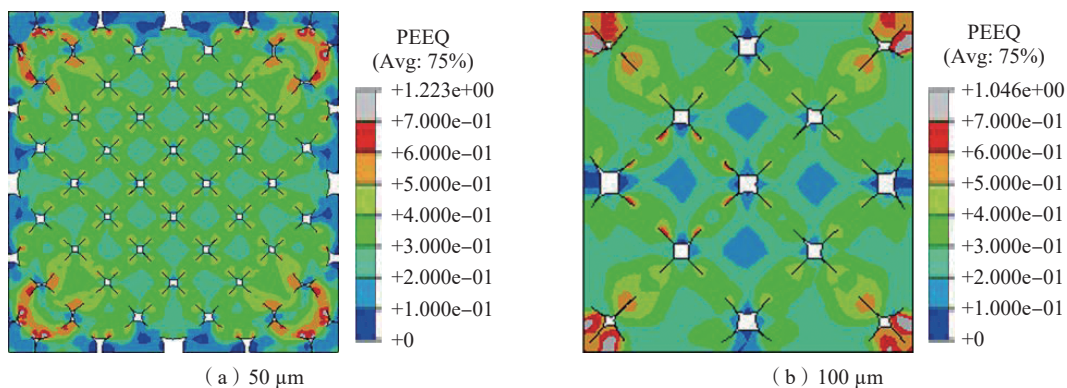 PEEQ
(Avg: 75%)
+1.223e+00
+7.000e−01
+6.000e−01
+5.000e−01
+4.000e−01
+3.000e−01
+2.000e−01
+1.000e−01
+0
(a) 50 μm
PEEQ
(Avg: 75%)
+1.046e+00
+7.000e−01
+6.000e−01
+5.000e−01
+4.000e−01
+3.000e−01
+2.000e−01
+1.000e−01
+0
(b) 100 μm